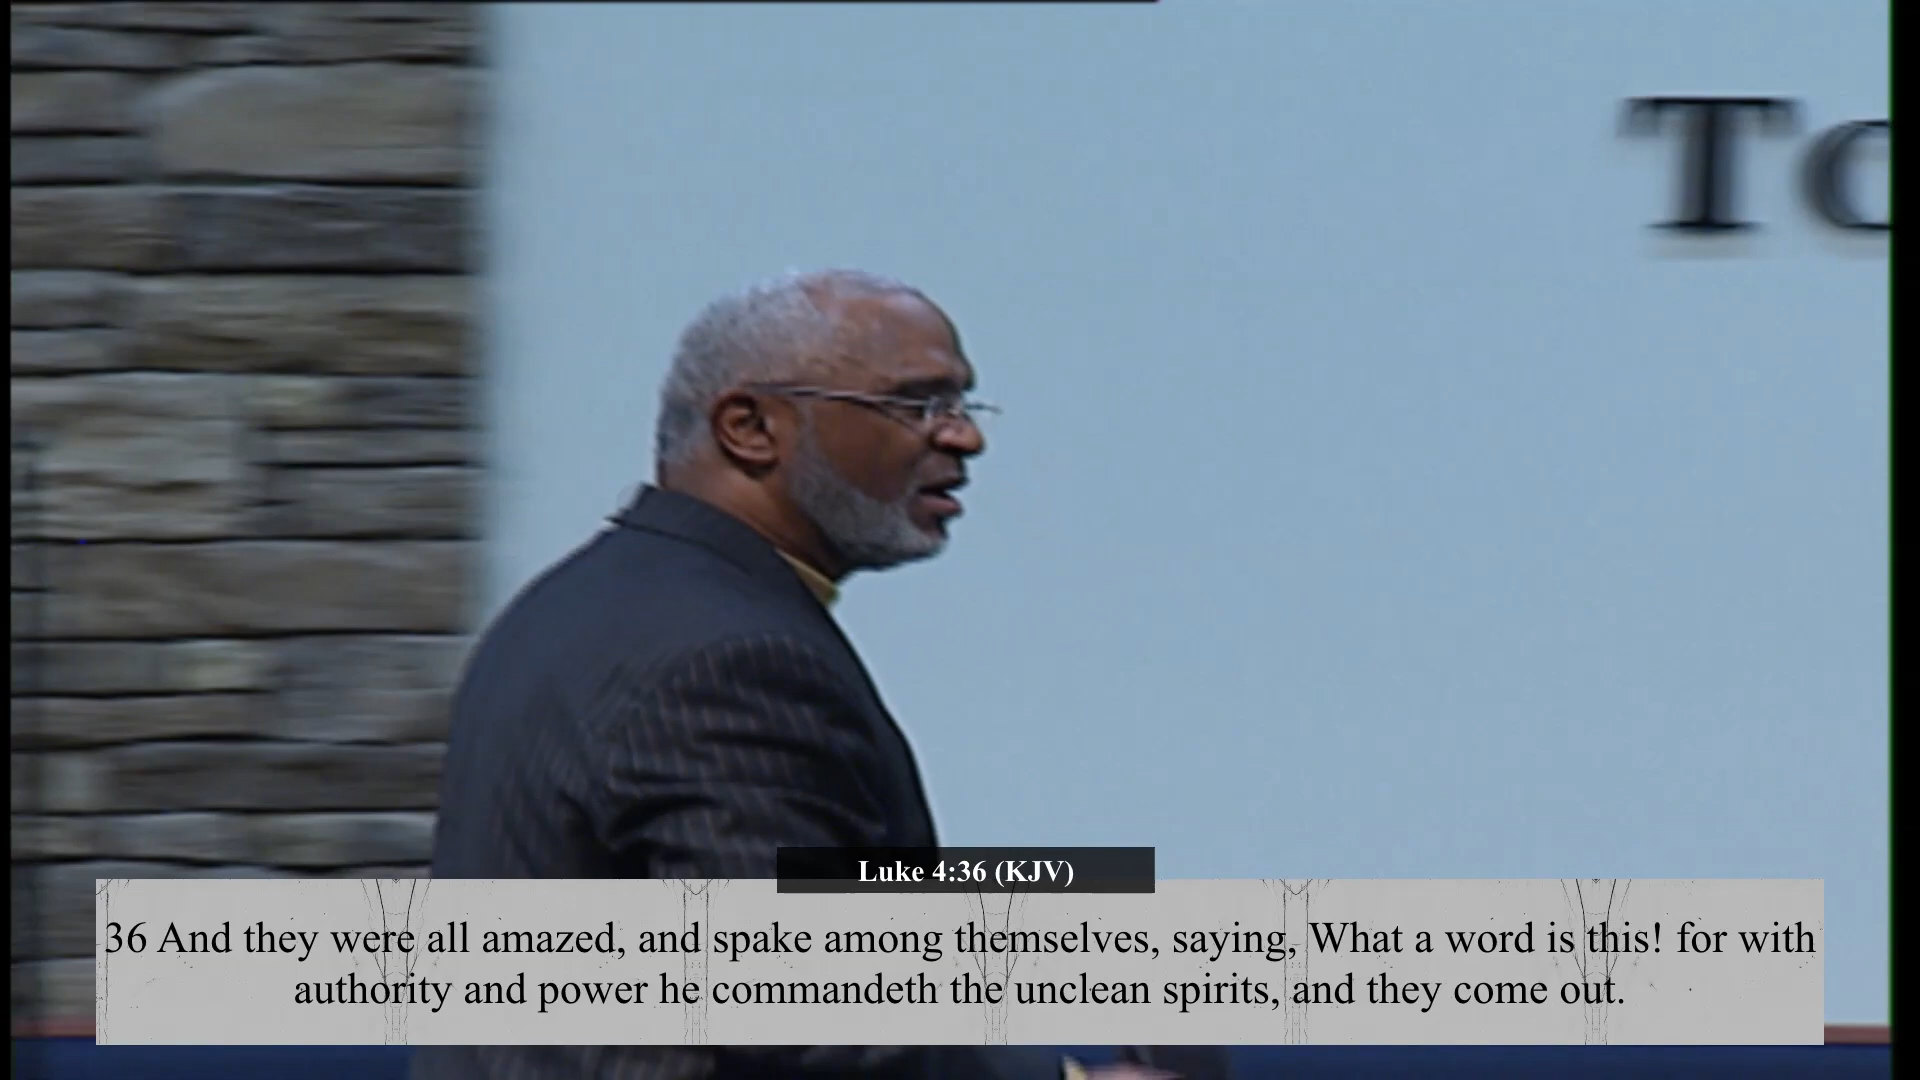 To
Luke 4:36 (KJV)
36 And they were all amazed, and spake among themselves, saying, What a word is this! for with
authority and power he commandeth the unclean spirits, and they come out.